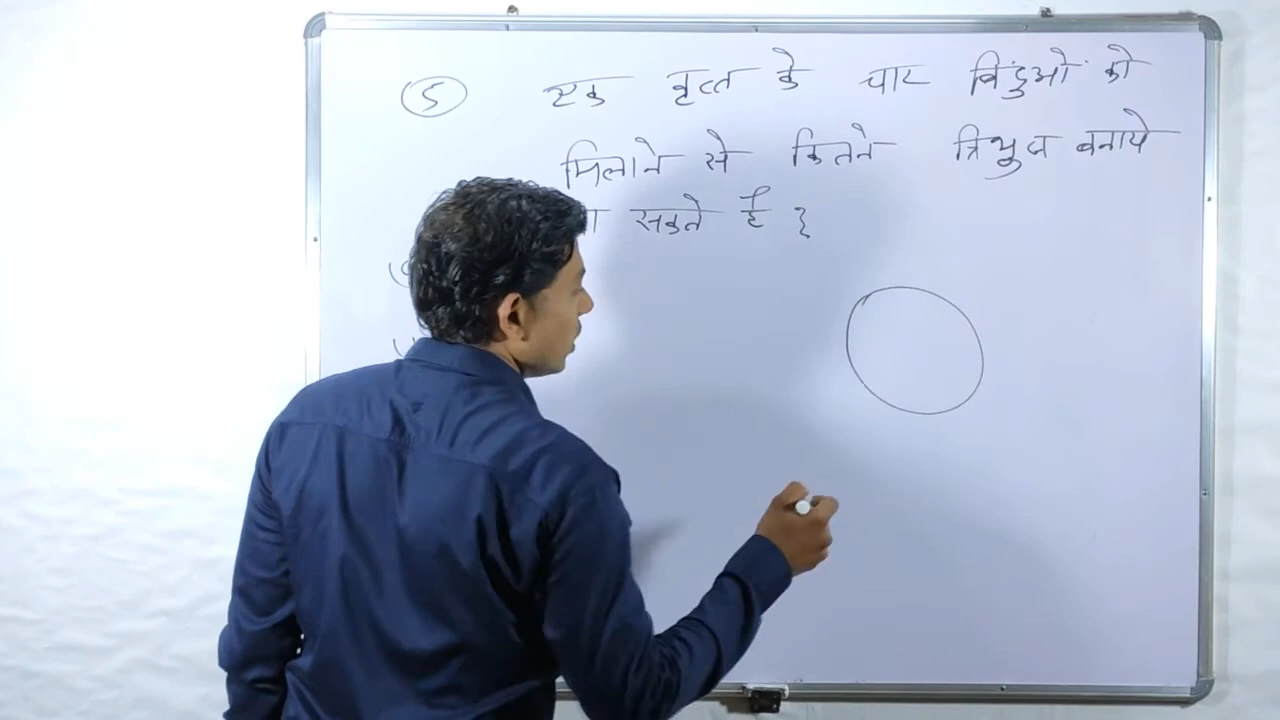 5 एक वृत्त के चार बिंदुओं को
मिलाने से कितने त्रिभुज बनाये
सकते है ?